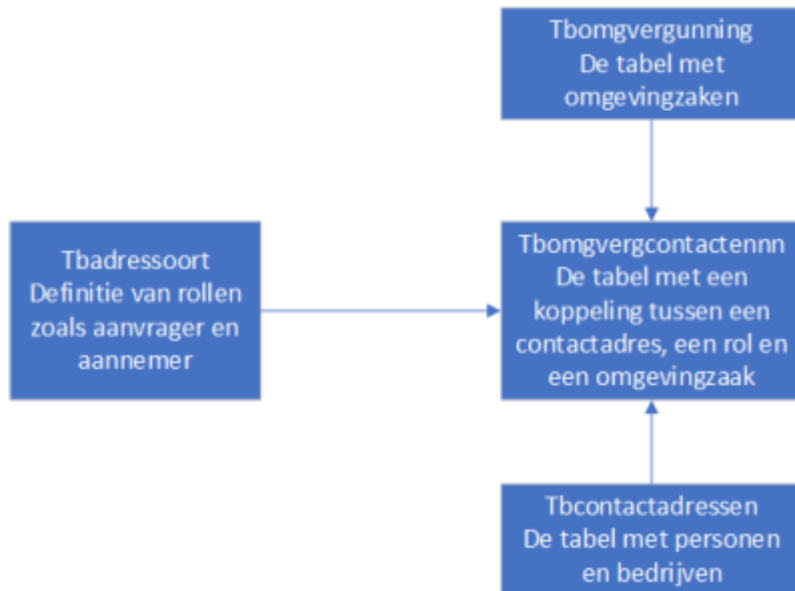 Tbomgvergunning
De tabel met
omgevingzaken
Tbadressoort
Definitie van rollen
zoals aanvrager en
aannemer
Tbomgvergcontactennn
De tabel met een
koppeling tussen een
contactadres, een rol en
een omgevingzaak
Tbcontactadressen
De tabel met personen
en bedrijven